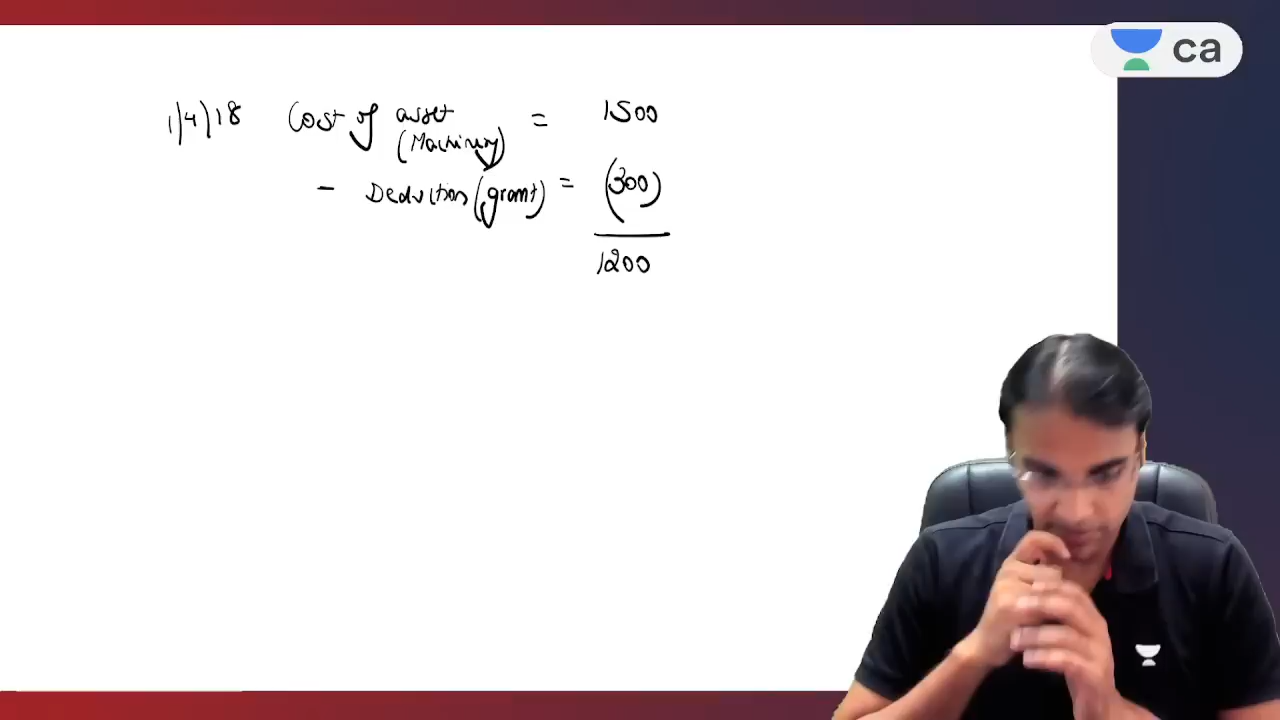 ca
1/4/18 Cost of asset = 1500
(Machinery)
- Deduction (grant) = (300)
1200